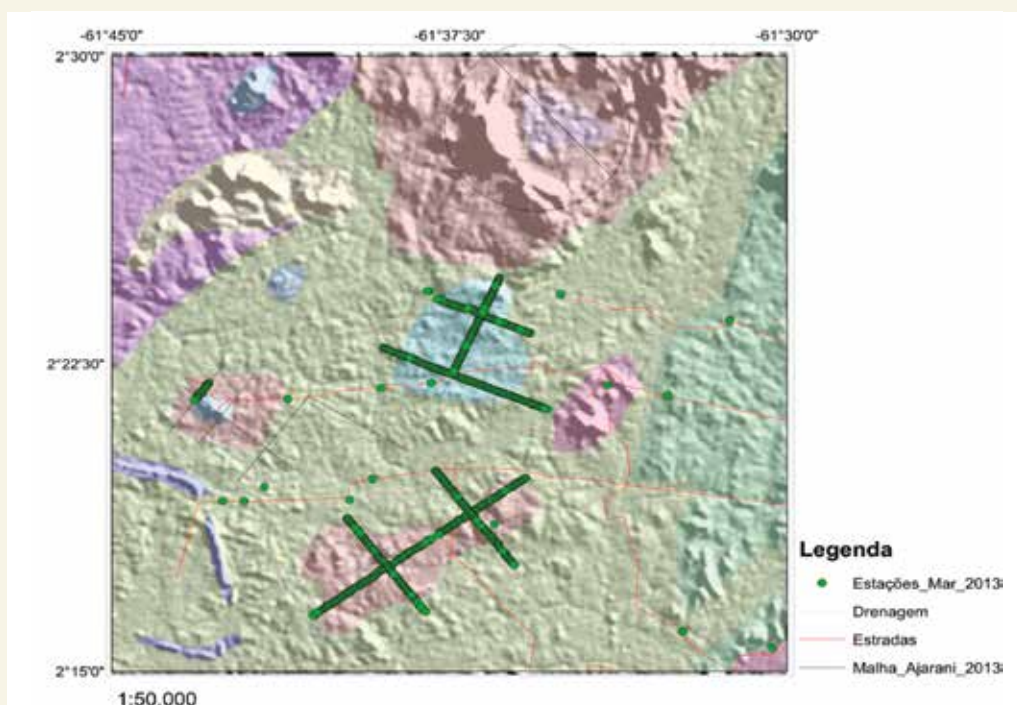 -61°45'0" -61°37'30" -61°30'0"
2°30'0"
2°22'30"
2°15'0"
1:50.000
Legenda
Estações_Mar_2013
Drenagem
Estradas
Malha_Ajarani_2013